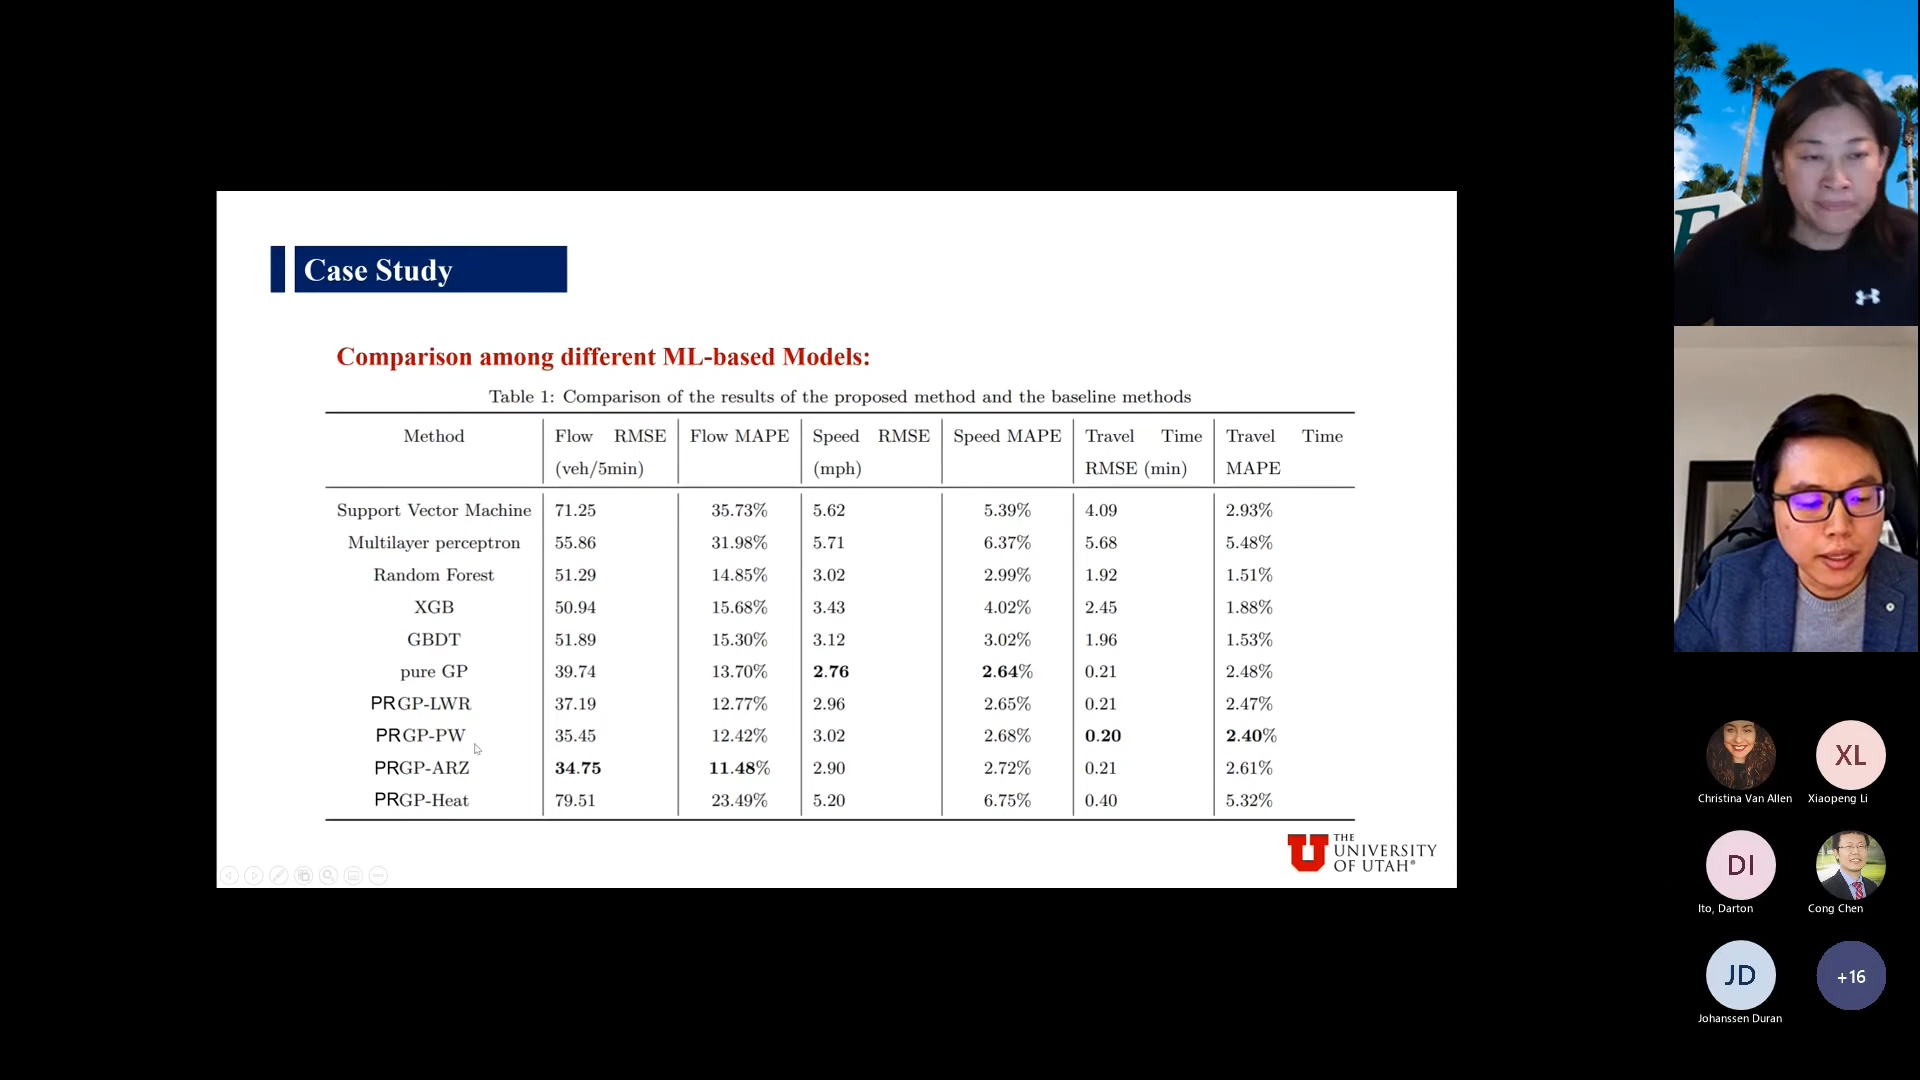 Case Study
Comparison among different ML-based Models:
Table 1: Comparison of the results of the proposed method and the baseline methods
Method Flow RMSE (veh/5min) Flow MAPE Speed RMSE (mph) Speed MAPE Travel Time RMSE (min) Travel Time MAPE
Support Vector Machine 71.25 35.73% 5.62 5.39% 4.09 2.93%
Multilayer perceptron 55.86 31.98% 5.71 6.37% 5.68 5.48%
Random Forest 51.29 14.85% 3.02 2.99% 1.92 1.51%
XGB 50.94 15.68% 3.43 4.02% 2.45 1.88%
GBDT 51.89 15.30% 3.12 3.02% 1.96 1.53%
pure GP 39.74 13.70% 2.76 2.64% 0.21 2.48%
PRGP-LWR 37.19 12.77% 2.96 2.65% 0.21 2.47%
PRGP-PW 35.45 12.42% 3.02 2.68% 0.20 2.40%
PRGP-ARZ 34.75 11.48% 2.90 2.72% 0.21 2.61%
PRGP-Heat 79.51 23.49% 5.20 6.75% 0.40 5.32%
THE
UNIVERSITY
OF UTAH®
XL
Christina Van Allen Xiaopeng Li
DI
Ito, Darton Cong Chen
JD +16
Johanssen Duran